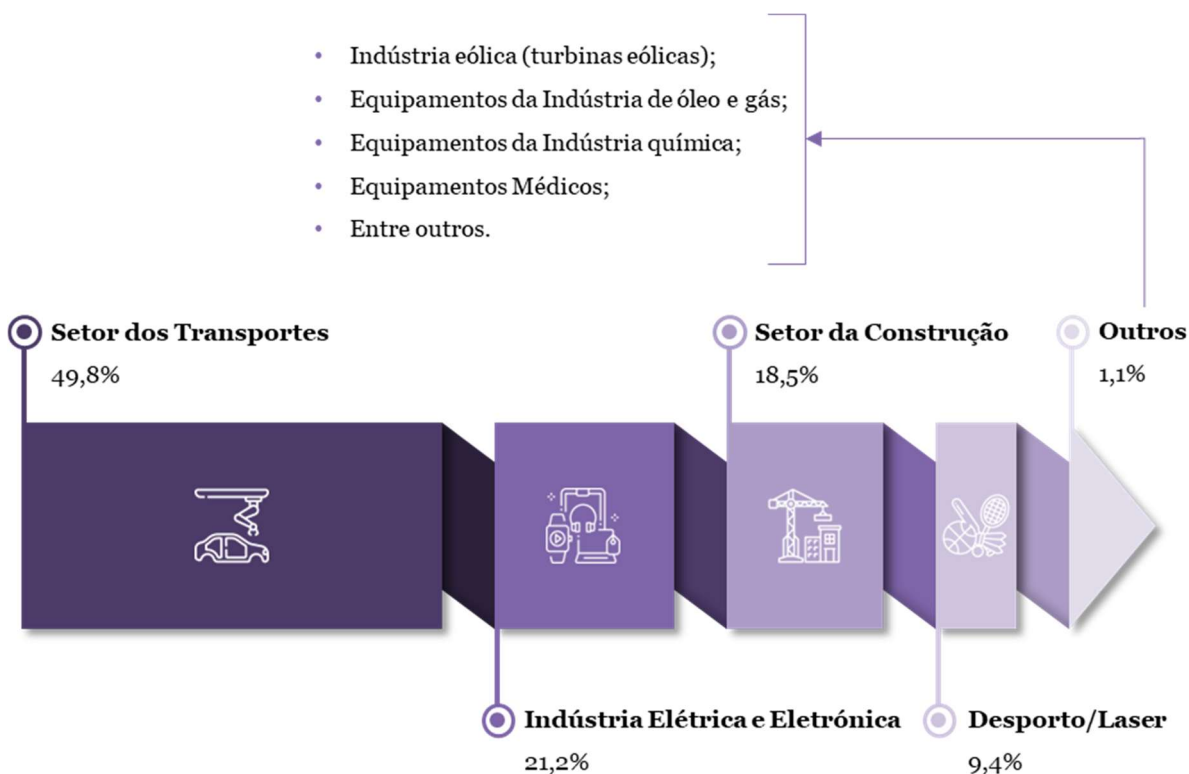 • Indústria eólica (turbinas eólicas);
• Equipamentos da Indústria de óleo e gás;
• Equipamentos da Indústria química;
• Equipamentos Médicos;
• Entre outros.
Setor dos Transportes
49,8%
Setor da Construção
18,5%
Outros
1,1%
Indústria Elétrica e Eletrónica
21,2%
Desporto/Laser
9,4%